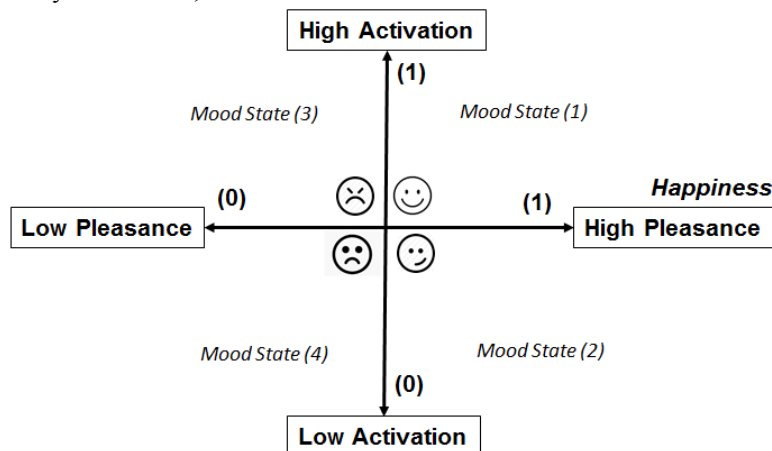 High Activation
(1)
Mood State (3)
Mood State (1)
(0)
(1)
Happiness
Low Pleasance
High Pleasance
Mood State (4)
Mood State (2)
(0)
Low Activation